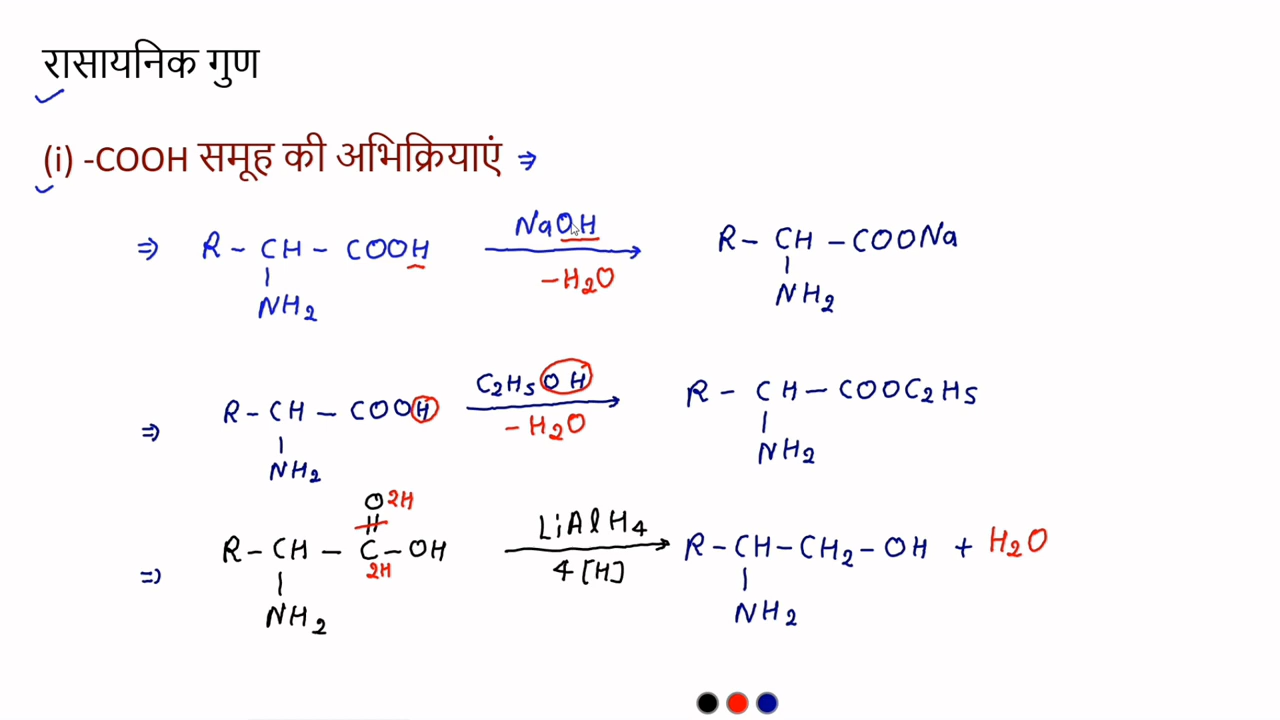 रासायनिक गुण
(i) -COOH समूह की अभिक्रियाएं ⇒
⇒ R - CH - COOH NaOH R - CH - COONa
-H2O
NH2 NH2
C2H5OH R - CH - COOC2H5
R - CH - COOH
⇒ -H2O
NH2 NH2
O 2H
LiAlH4
R - CH - C - OH R - CH - CH2 - OH + H2O
⇒ 2H 4[H]
NH2 NH2